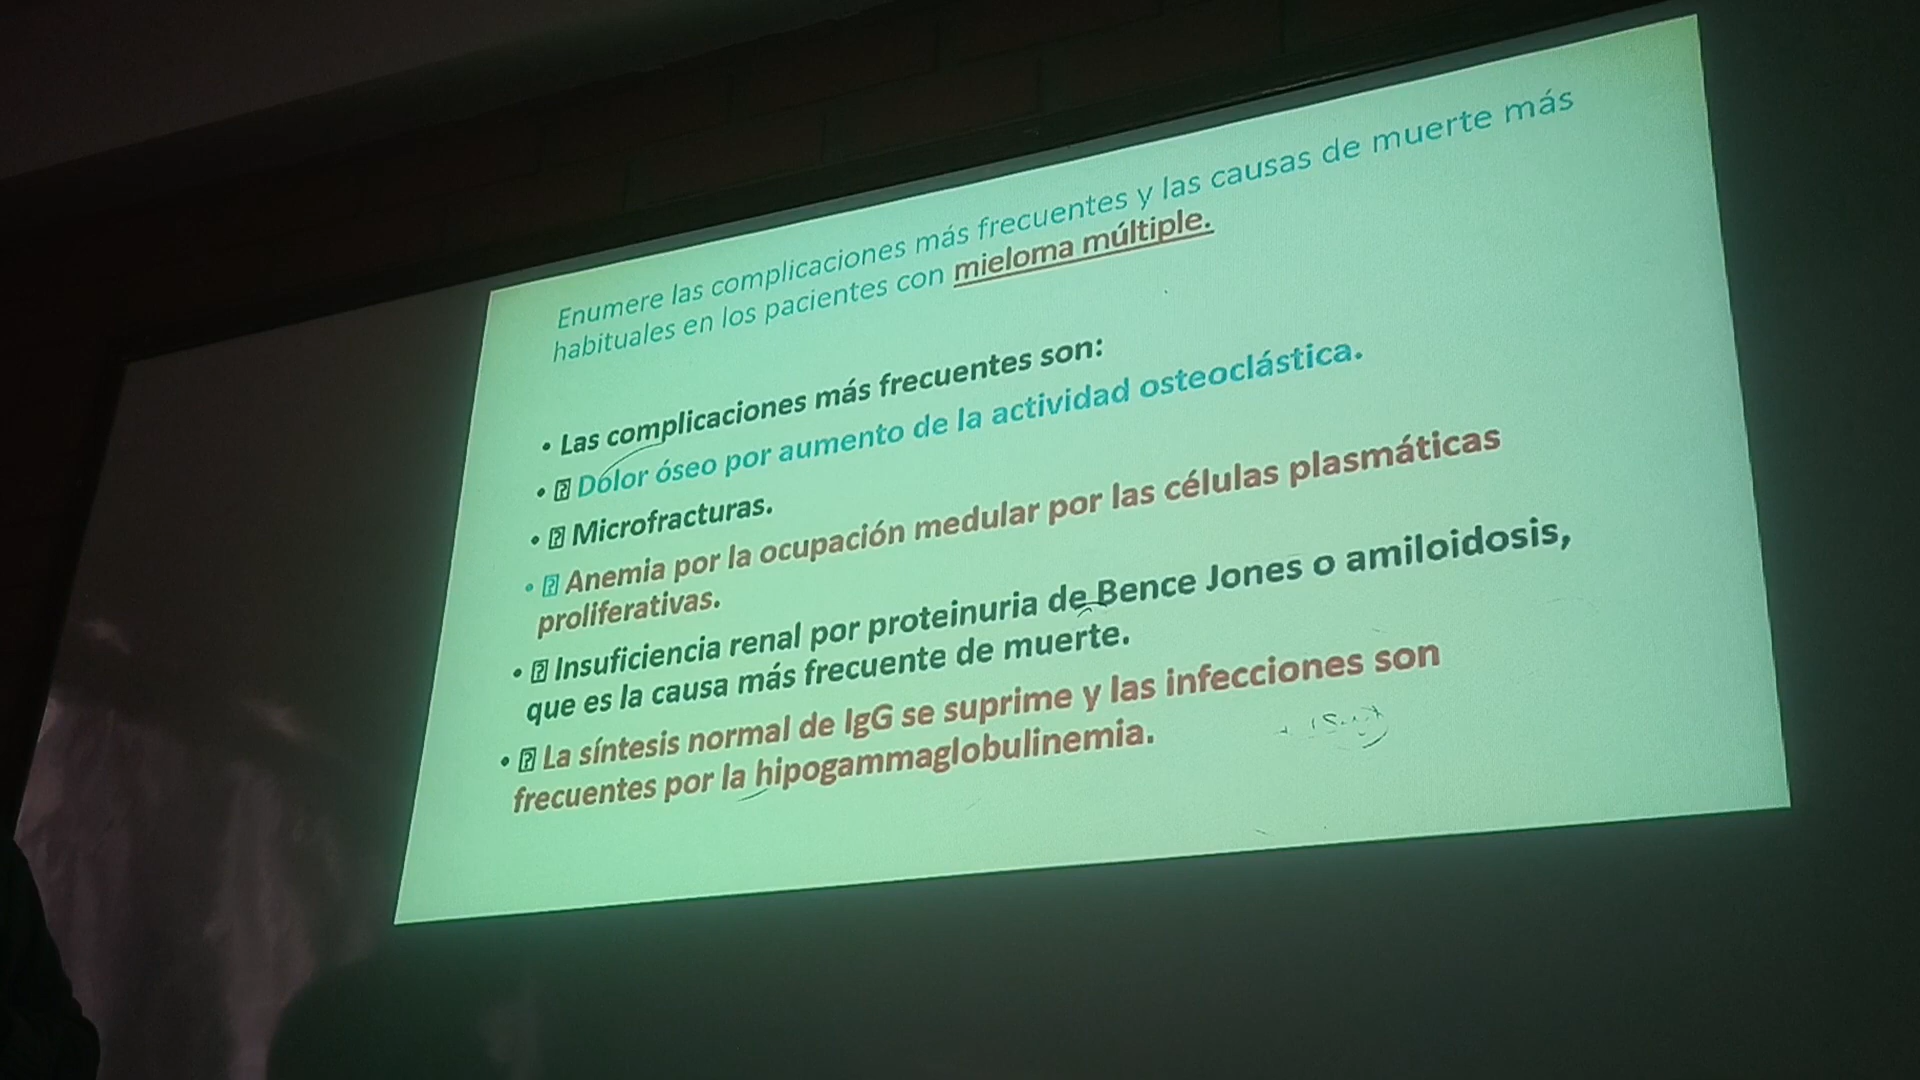 Enumere las complicaciones más frecuentes y las causas de muerte más
habituales en los pacientes con mieloma múltiple.
• Las complicaciones más frecuentes son:
• ⍰ Dolor óseo por aumento de la actividad osteoclástica.
• ⍰ Microfracturas.
• ⍰ Anemia por la ocupación medular por las células plasmáticas
proliferativas.
• ⍰ Insuficiencia renal por proteinuria de Bence Jones o amiloidosis,
que es la causa más frecuente de muerte.
• ⍰ La síntesis normal de IgG se suprime y las infecciones son
frecuentes por la hipogammaglobulinemia.